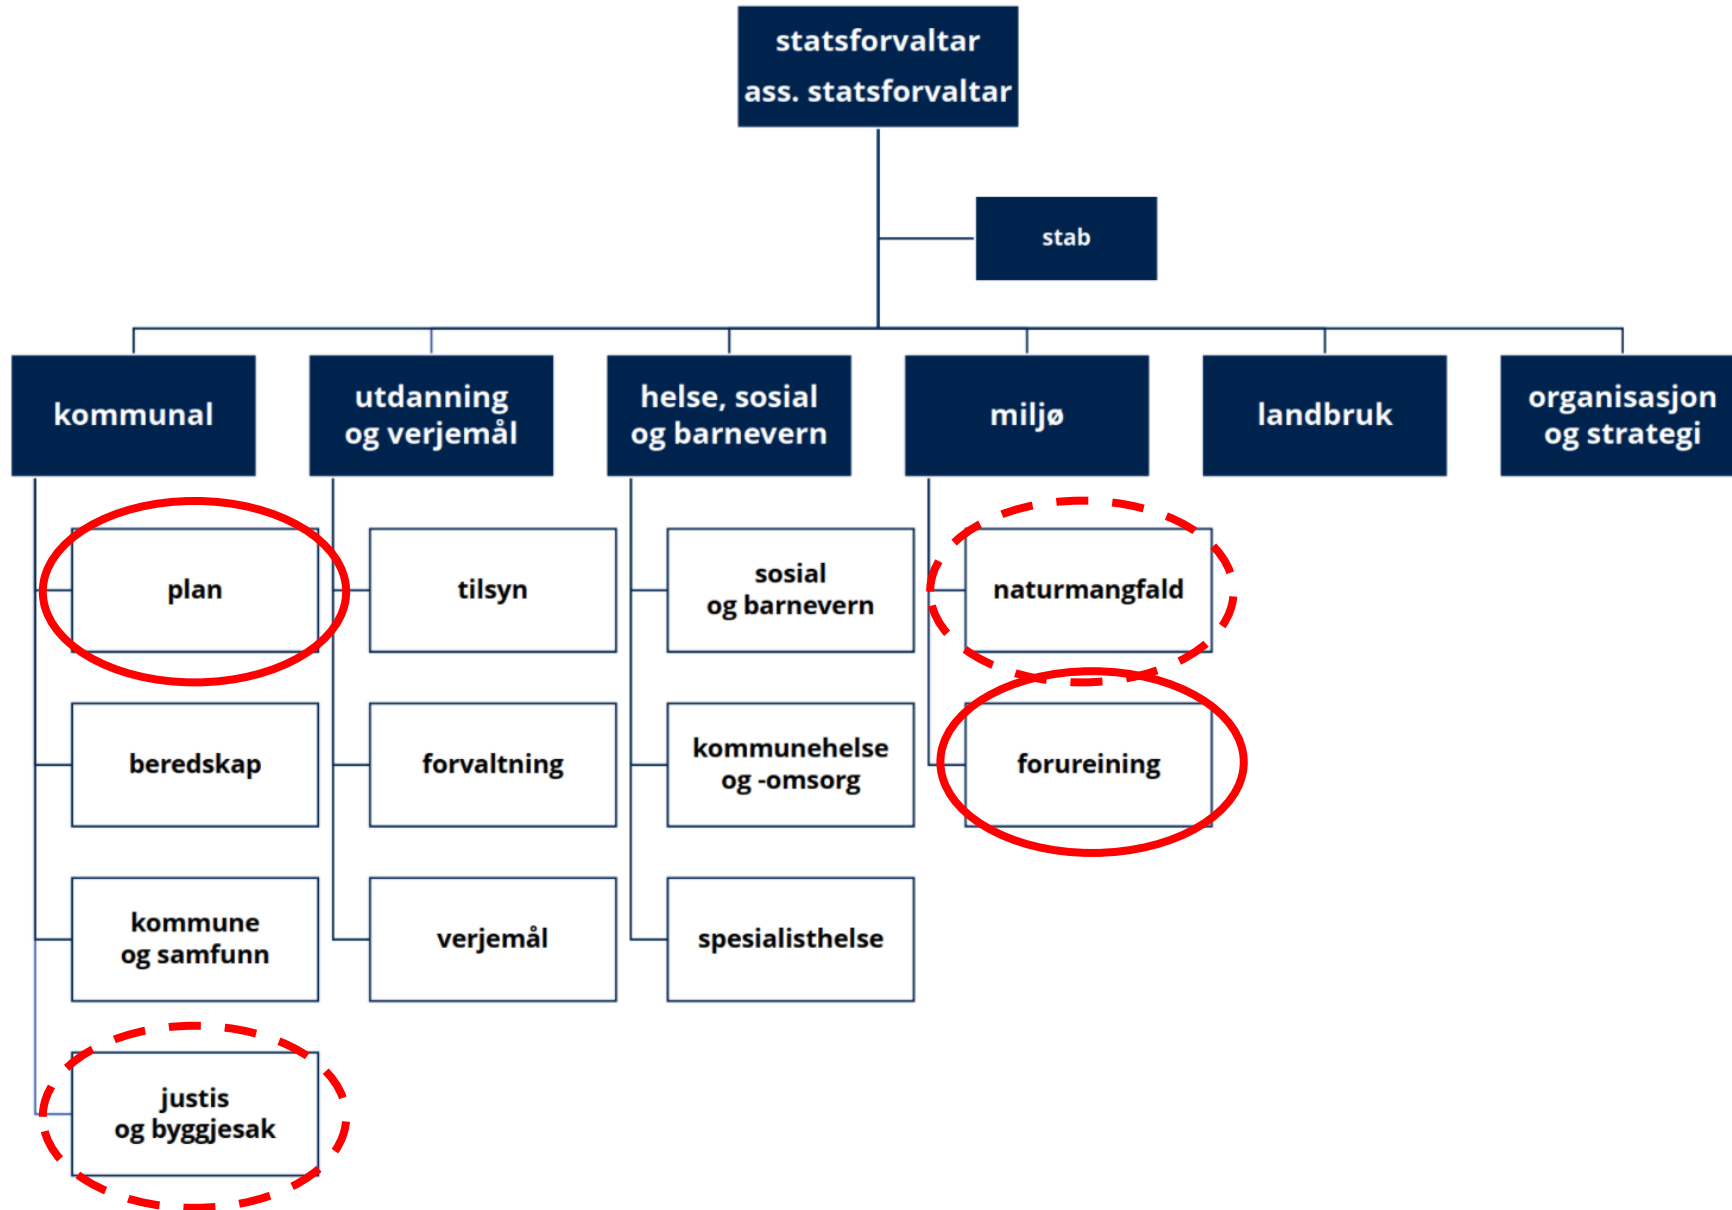 statsforvaltar
ass. statsforvaltar
stab
kommunal
utdanning
og verjemål
helse, sosial
og barnevern
miljø
landbruk
organisasjon
og strategi
plan
beredskap
kommune
og samfunn
justis
og byggjesak
tilsyn
forvaltning
verjemål
sosial
og barnevern
kommunehelse
og -omsorg
spesialisthelse
naturmangfald
forureining